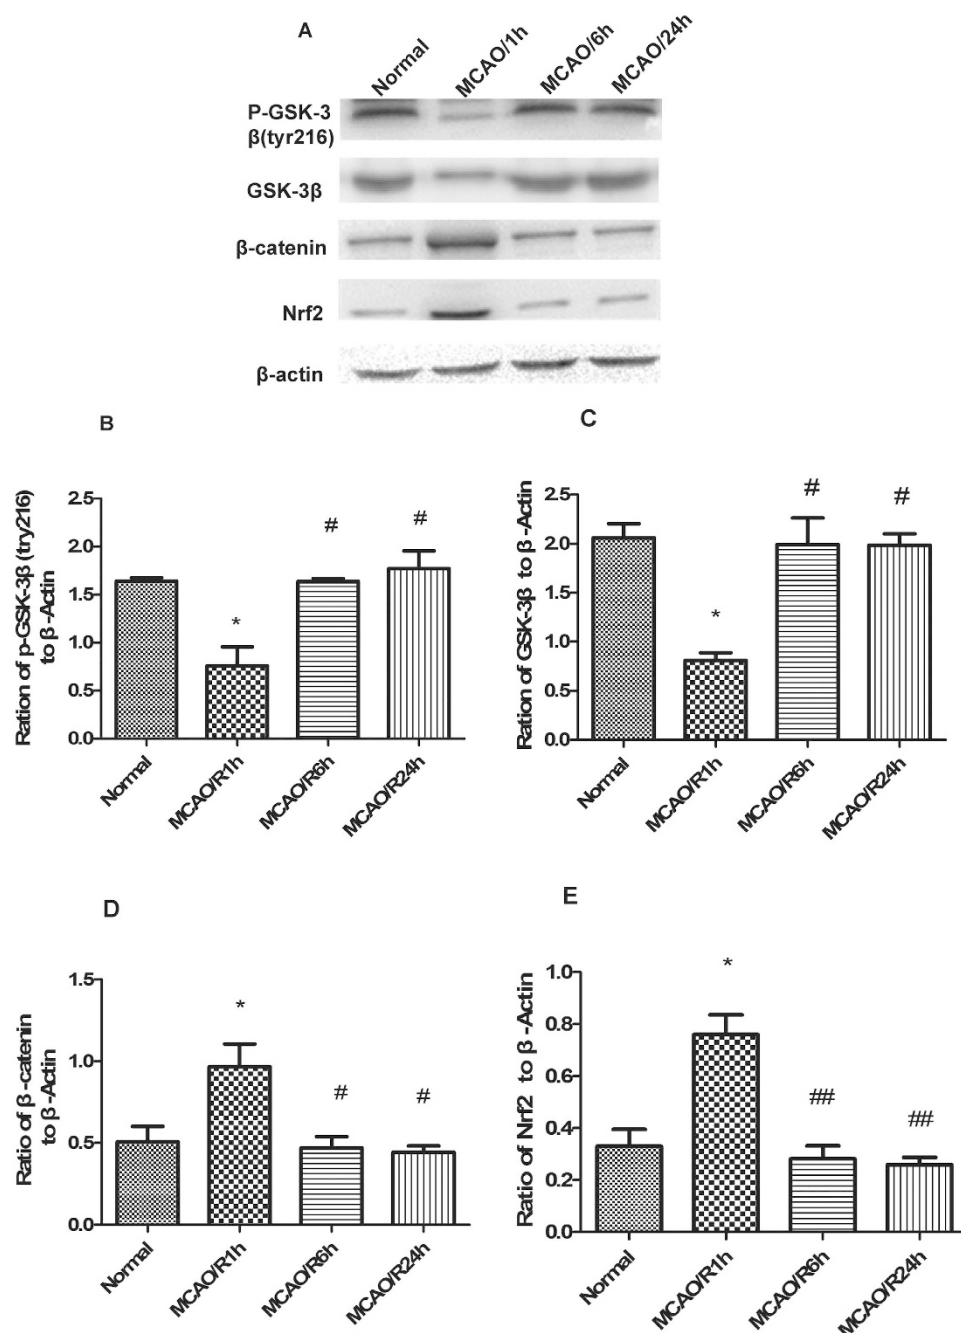 A
Normal
MCAO/1h
MCAO/6h
MCAO/24h
P-GSK-3
β(tyr216)
GSK-3β
β-catenin
Nrf2
β-actin
B
Ration of p-GSK-3β (try216)
to β -Actin
2.5
2.0
1.5
1.0
0.5
0.0
*
#
#
Normal
MCAO/R1h
MCAO/R6h
MCAO/R24h
C
Ration of GSK-3β to β -Actin
2.5
2.0
1.5
1.0
0.5
0.0
*
#
#
Normal
MCAO/R1h
MCAO/R6h
MCAO/R24h
D
Ratio of β -catenin
to β -Actin
1.5
1.0
0.5
0.0
*
#
#
Normal
MCAO/R1h
MCAO/R6h
MCAO/R24h
E
Ratio of Nrf2 to β -Actin
1.0
0.8
0.6
0.4
0.2
0.0
*
##
##
Normal
MCAO/R1h
MCAO/R6h
MCAO/R24h